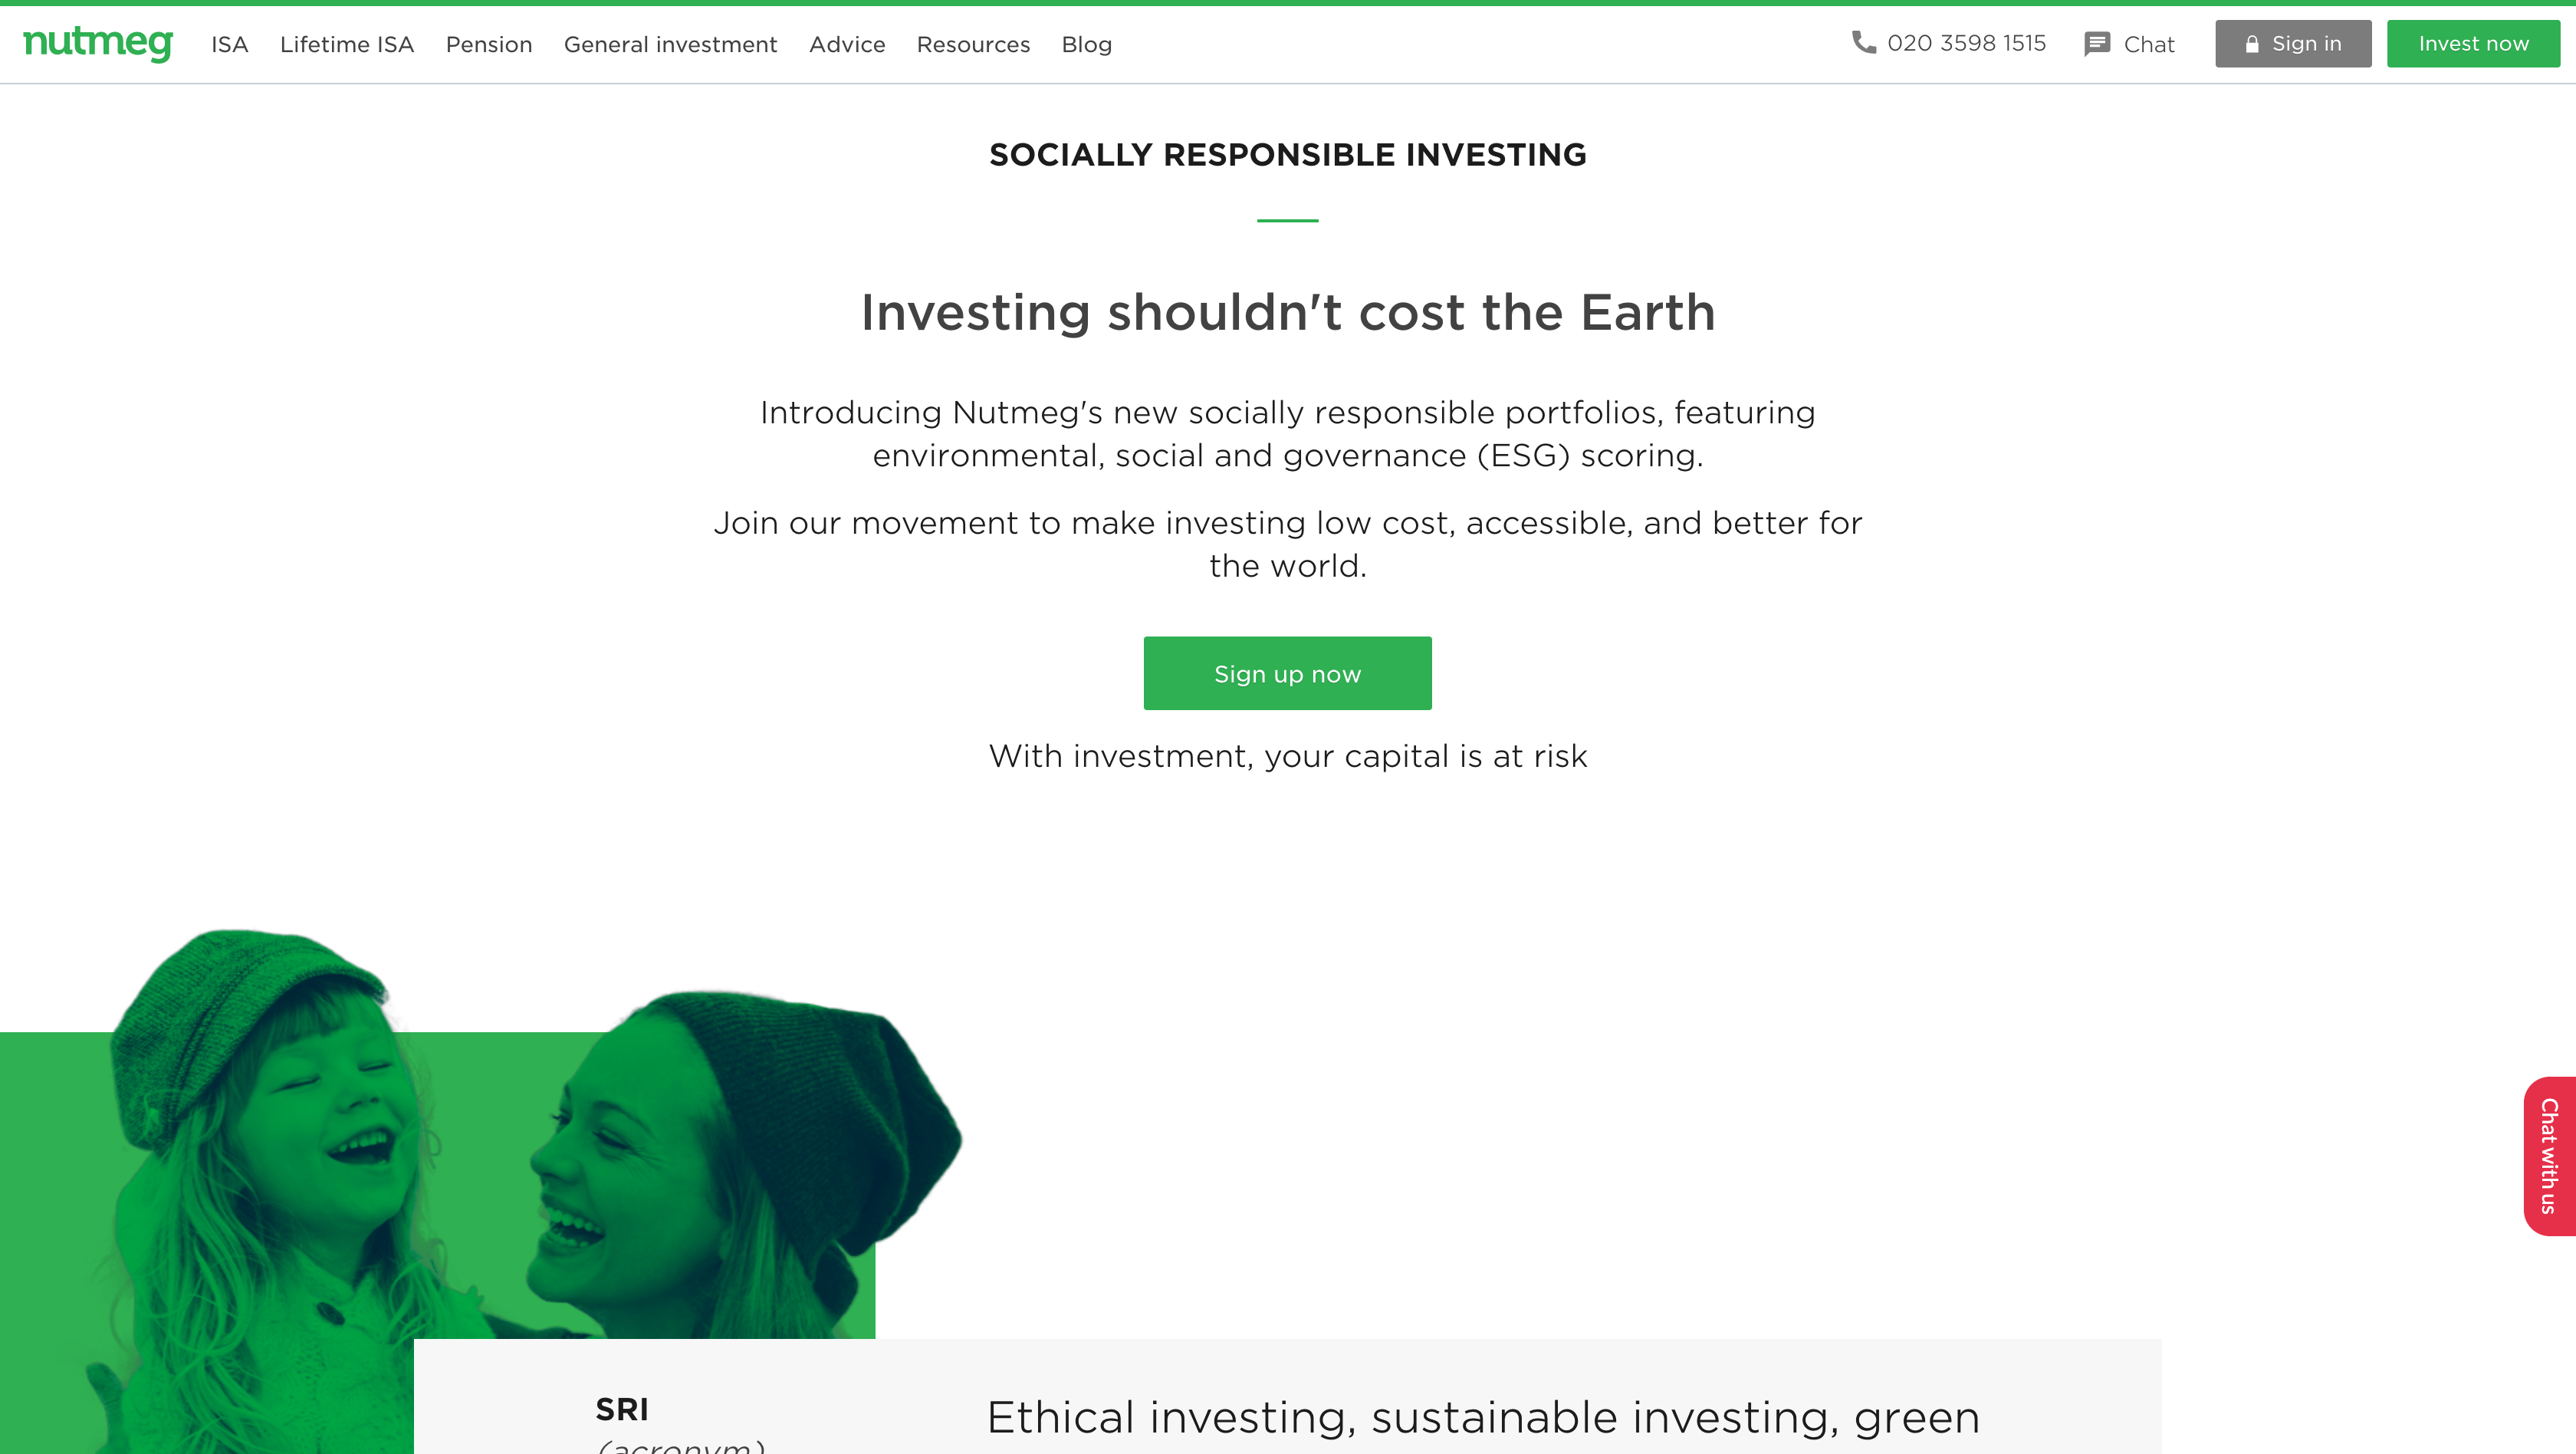 nutmeg ISA Lifetime ISA Pension General investment Advice Resources Blog 020 3598 1515 Chat Sign in Invest now
SOCIALLY RESPONSIBLE INVESTING
Investing shouldn't cost the Earth
Introducing Nutmeg's new socially responsible portfolios, featuring
environmental, social and governance (ESG) scoring.
Join our movement to make investing low cost, accessible, and better for
the world.
Sign up now
With investment, your capital is at risk
Chat with us
SRI
(acronym)
Ethical investing, sustainable investing, green